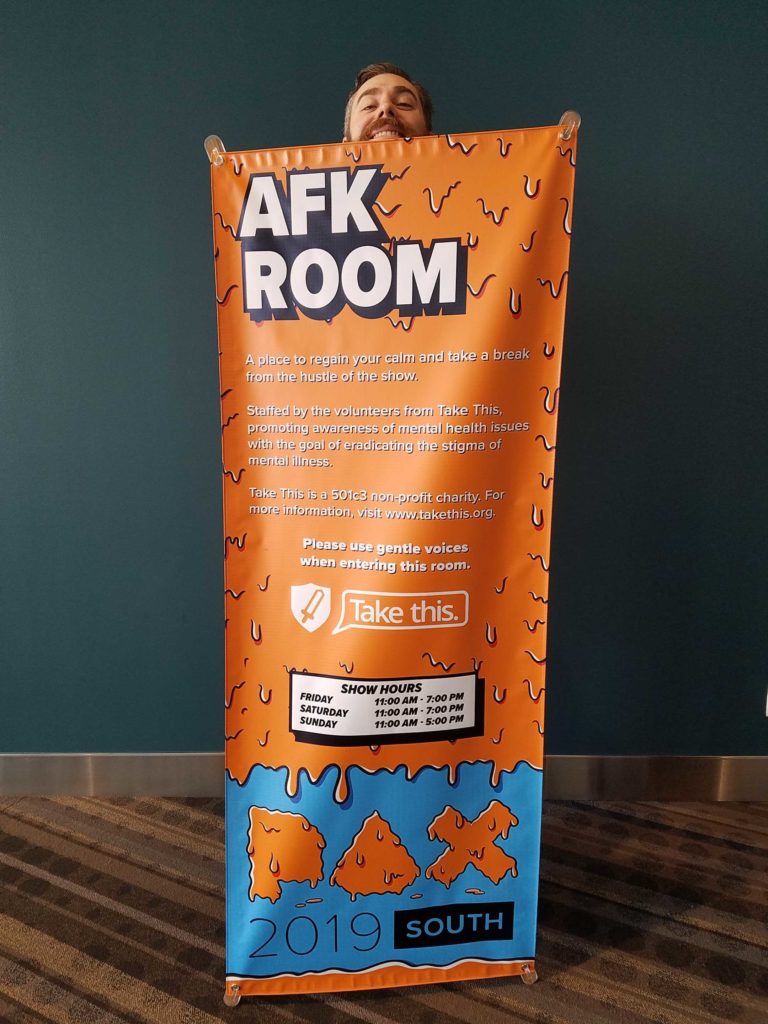 AFK
ROOM
A place to regain your calm and take a break
from the hustle of the show.
Staffed by the volunteers from Take This,
promoting awareness of mental health issues
with the goal of eradicating the stigma of
mental illness.
Take This is a 501c3 non-profit charity. For
more information, visit www.takethis.org.
Please use gentle voices
when entering this room.
Take this.
SHOW HOURS
FRIDAY 11:00 AM - 7:00 PM
SATURDAY 11:00 AM - 7:00 PM
SUNDAY 11:00 AM - 5:00 PM
PAX
2019 SOUTH